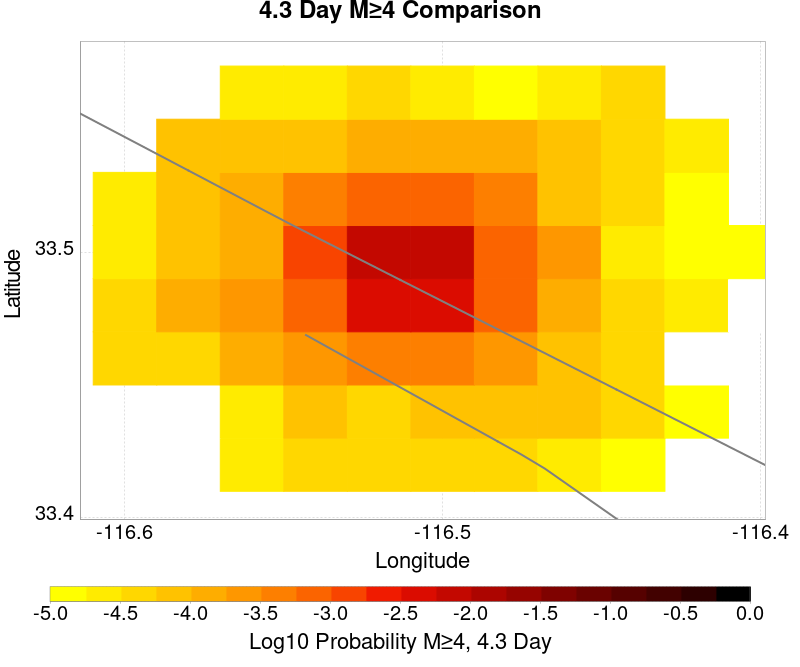 4.3 Day M≥4 Comparison
Latitude
33.5
33.4
-116.6 -116.5 -116.4
Longitude
-5.0 -4.5 -4.0 -3.5 -3.0 -2.5 -2.0 -1.5 -1.0 -0.5 0.0
Log10 Probability M≥4, 4.3 Day